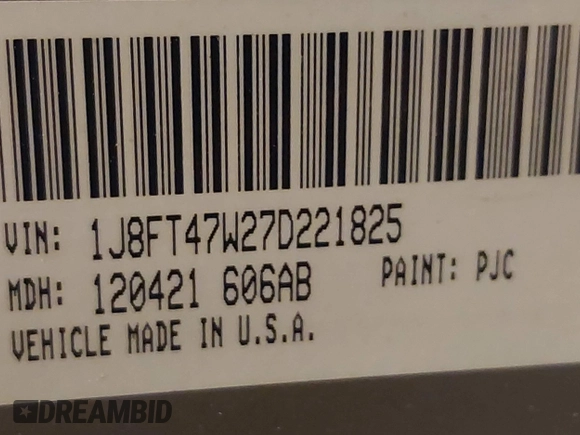 VIN: 1J8FT47W27D221825
MDH: 120421 606AB PAINT: PJC
VEHICLE MADE IN U.S.A.
DREAMBID